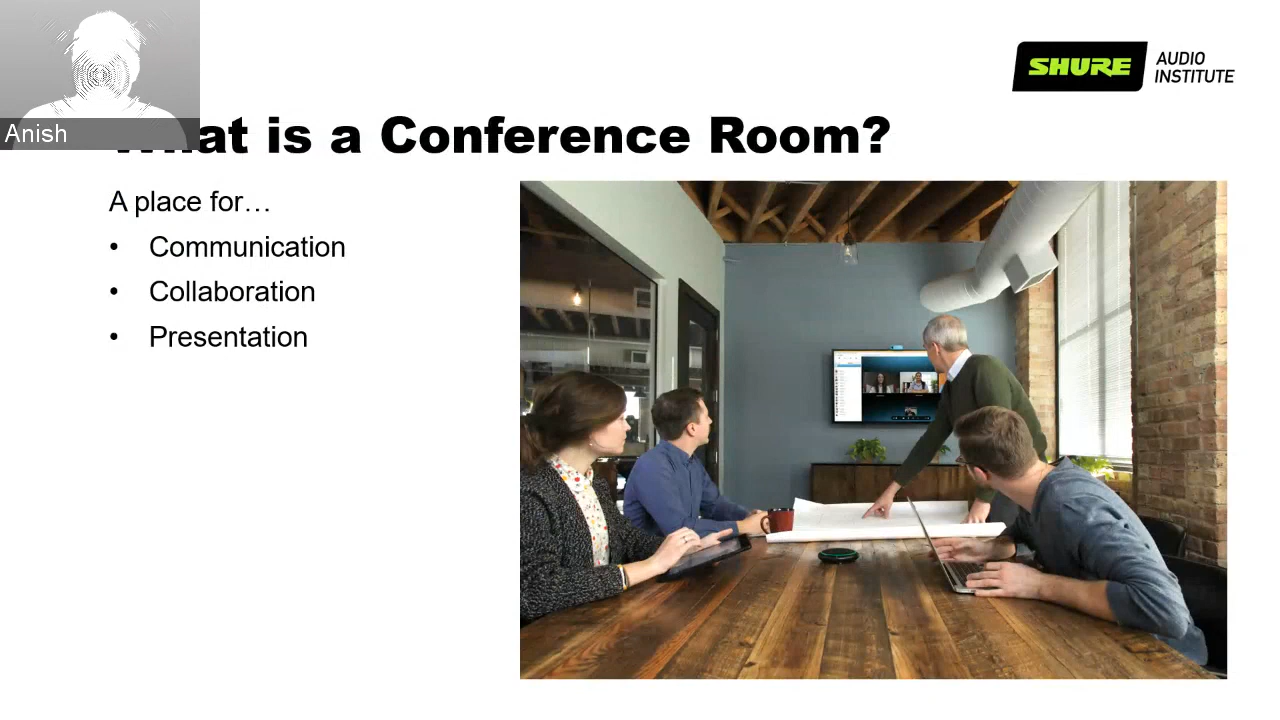 SHURE
AUDIO
INSTITUTE
Anish
What is a Conference Room?
A place for…
• Communication
• Collaboration
• Presentation